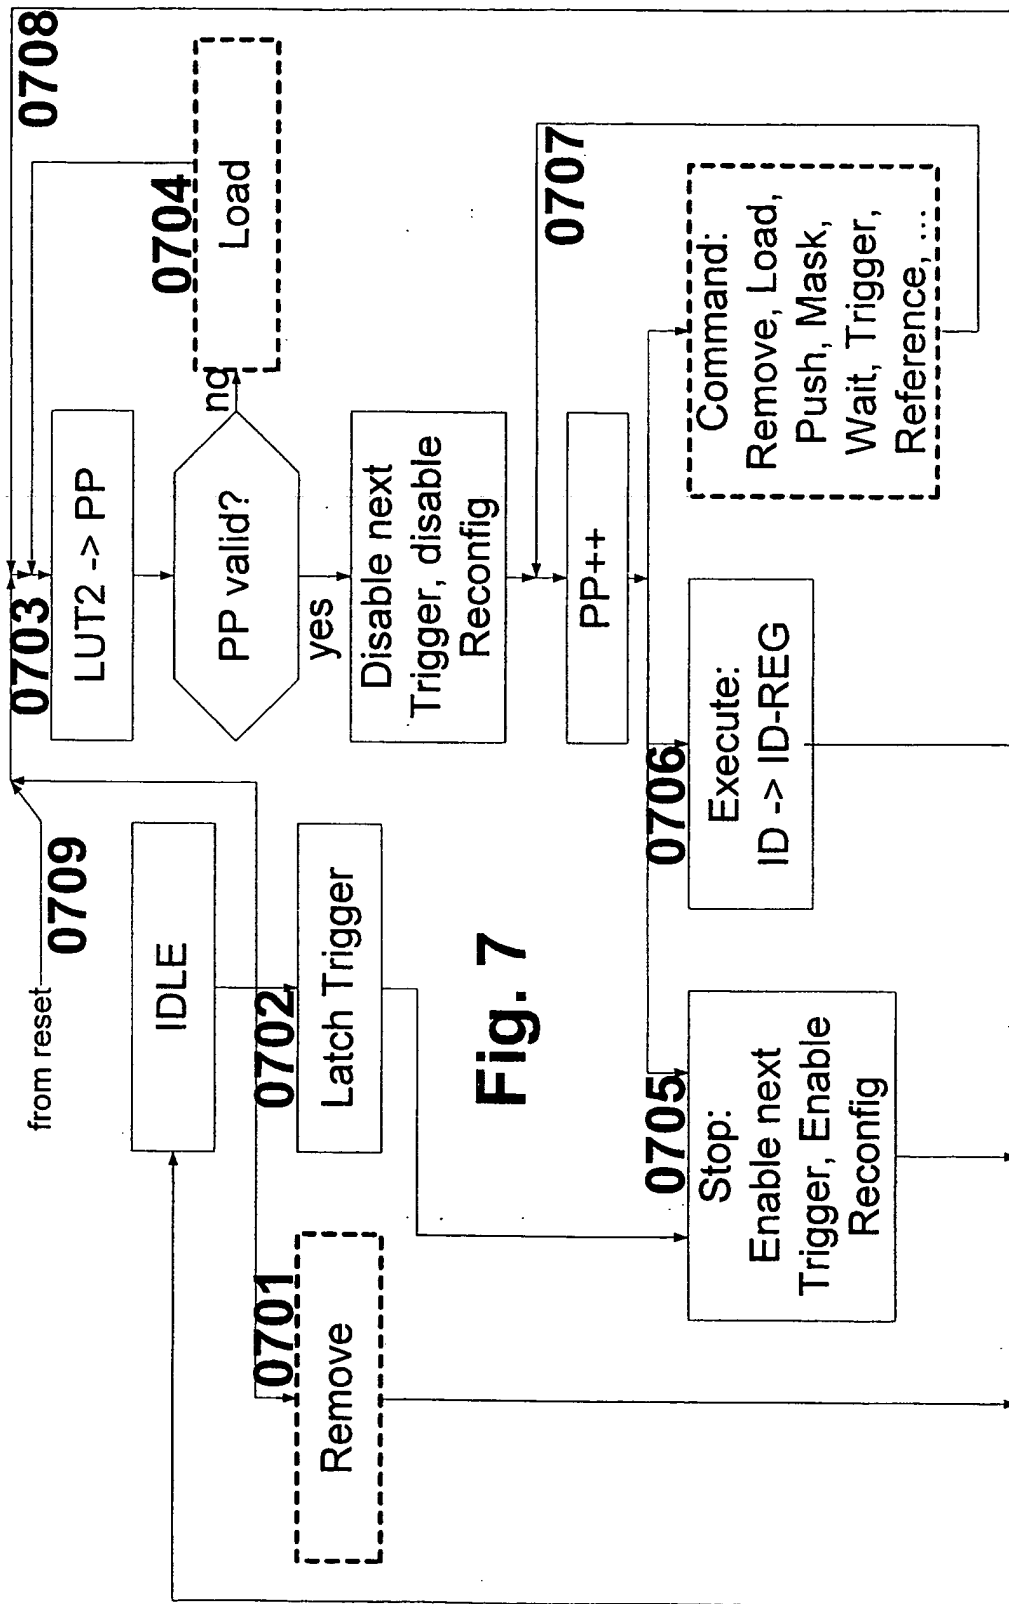 from reset
0709
0703
0708
IDLE
LUT2 -> PP
0704
Load
no
PP valid?
yes
0701
0702
Remove
Latch Trigger
Disable next
Trigger, disable
Reconfig
Fig. 7
0707
PP++
0705
0706
Stop:
Enable next
Trigger, Enable
Reconfig
Execute:
ID -> ID-REG
Command:
Remove, Load,
Push, Mask,
Wait, Trigger,
Reference, ...